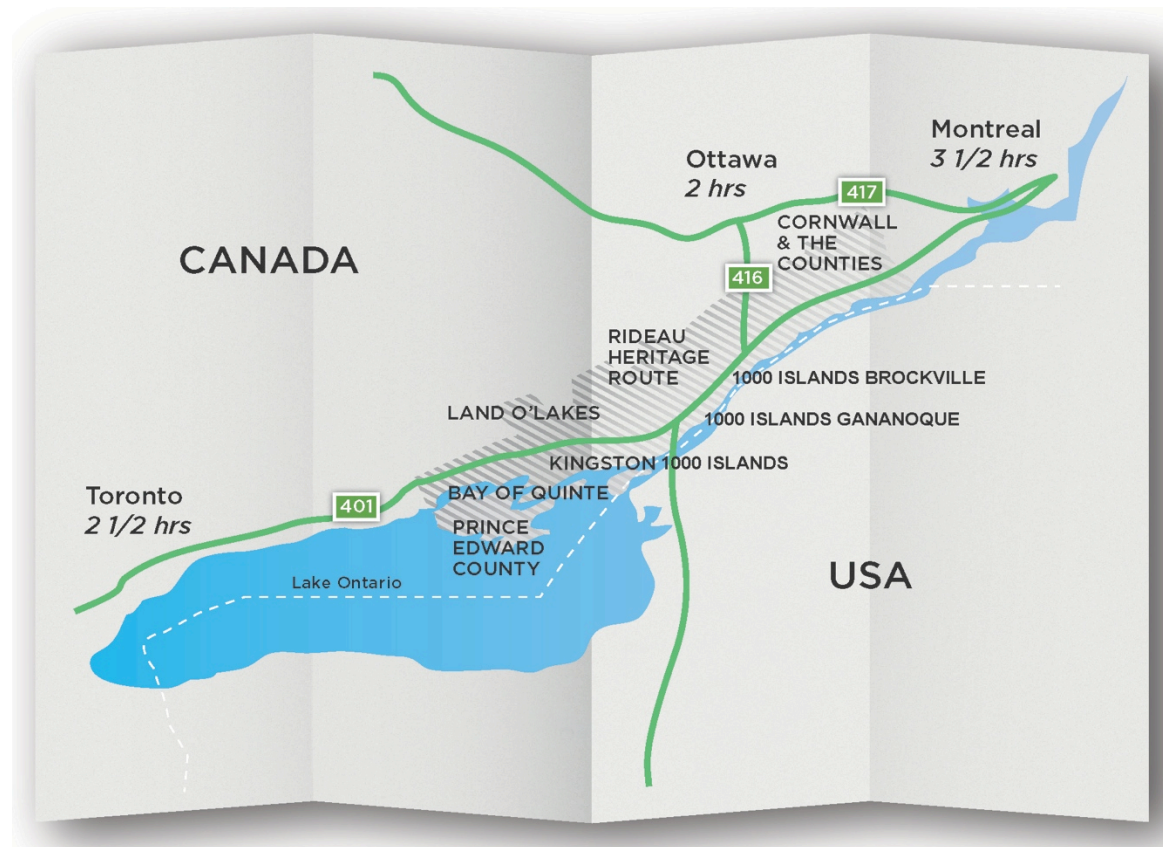 Montreal
3 1/2 hrs
Ottawa
2 hrs
417
CORNWALL
& THE
COUNTIES
CANADA
416
RIDEAU
HERITAGE
ROUTE
1000 ISLANDS BROCKVILLE
LAND O'LAKES
1000 ISLANDS GANANOQUE
KINGSTON 1000 ISLANDS
Toronto
2 1/2 hrs
401
BAY OF QUINTE
PRINCE
EDWARD
COUNTY
Lake Ontario
USA